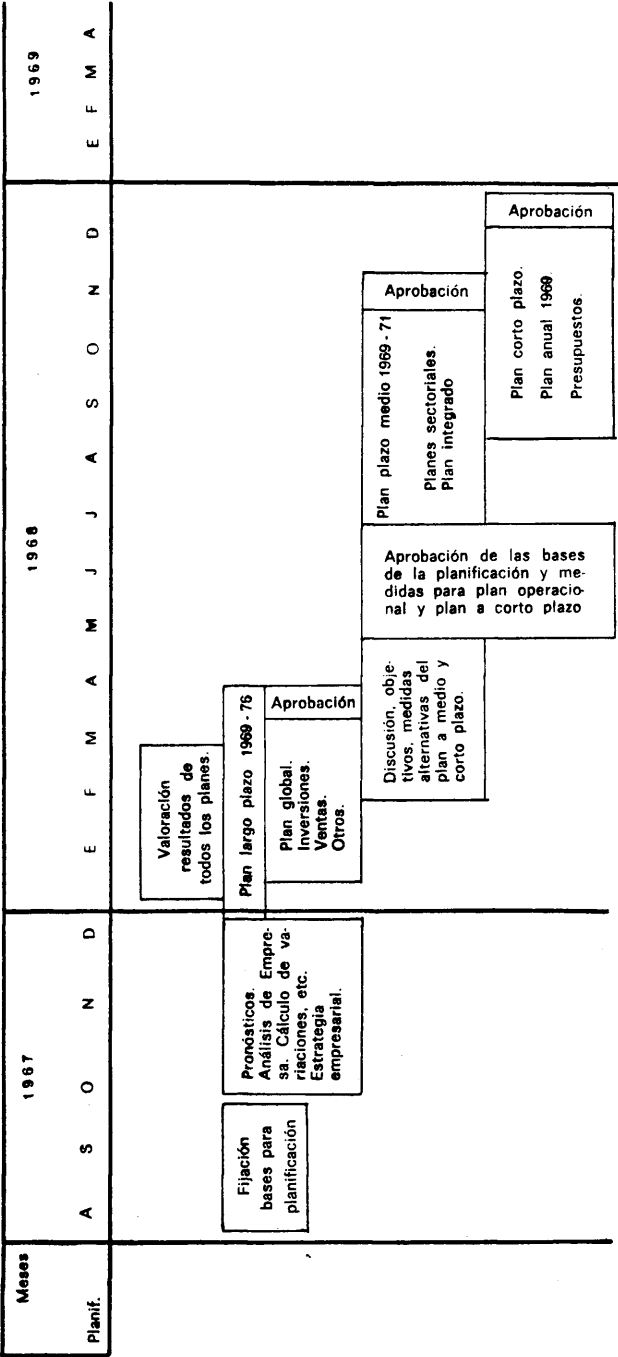 Meses
1967
1968
1969
Planif.
A S O N D
E F M A M J J A S O N D
E F M A
Valoración
resultados de
todos los planes.
Fijación
bases para
planificación
Pronósticos.
Análisis de Empre-
sa. Cálculo de va-
riaciones, etc.
Estrategia
empresarial.
Plan largo plazo 1969 - 76
Plan global.
Inversiones.
Ventas.
Otros.
Aprobación
Discusión, obje-
tivos, medidas
alternativas del
plan a medio y
corto plazo.
Aprobación de las bases
de la planificación y me-
didas para plan operacio-
nal y plan a corto plazo
Plan plazo medio 1969 - 71
Planes sectoriales.
Plan integrado
Aprobación
Plan corto plazo.
Plan anual 1969.
Presupuestos.
Aprobación